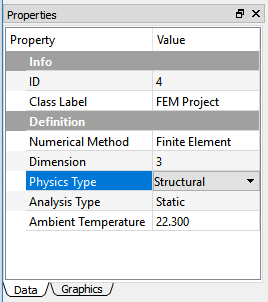 Properties
Property Value
Info
ID 4
Class Label FEM Project
Definition
Numerical Method Finite Element
Dimension 3
Physics Type Structural
Analysis Type Static
Ambient Temperature 22.300
Data Graphics